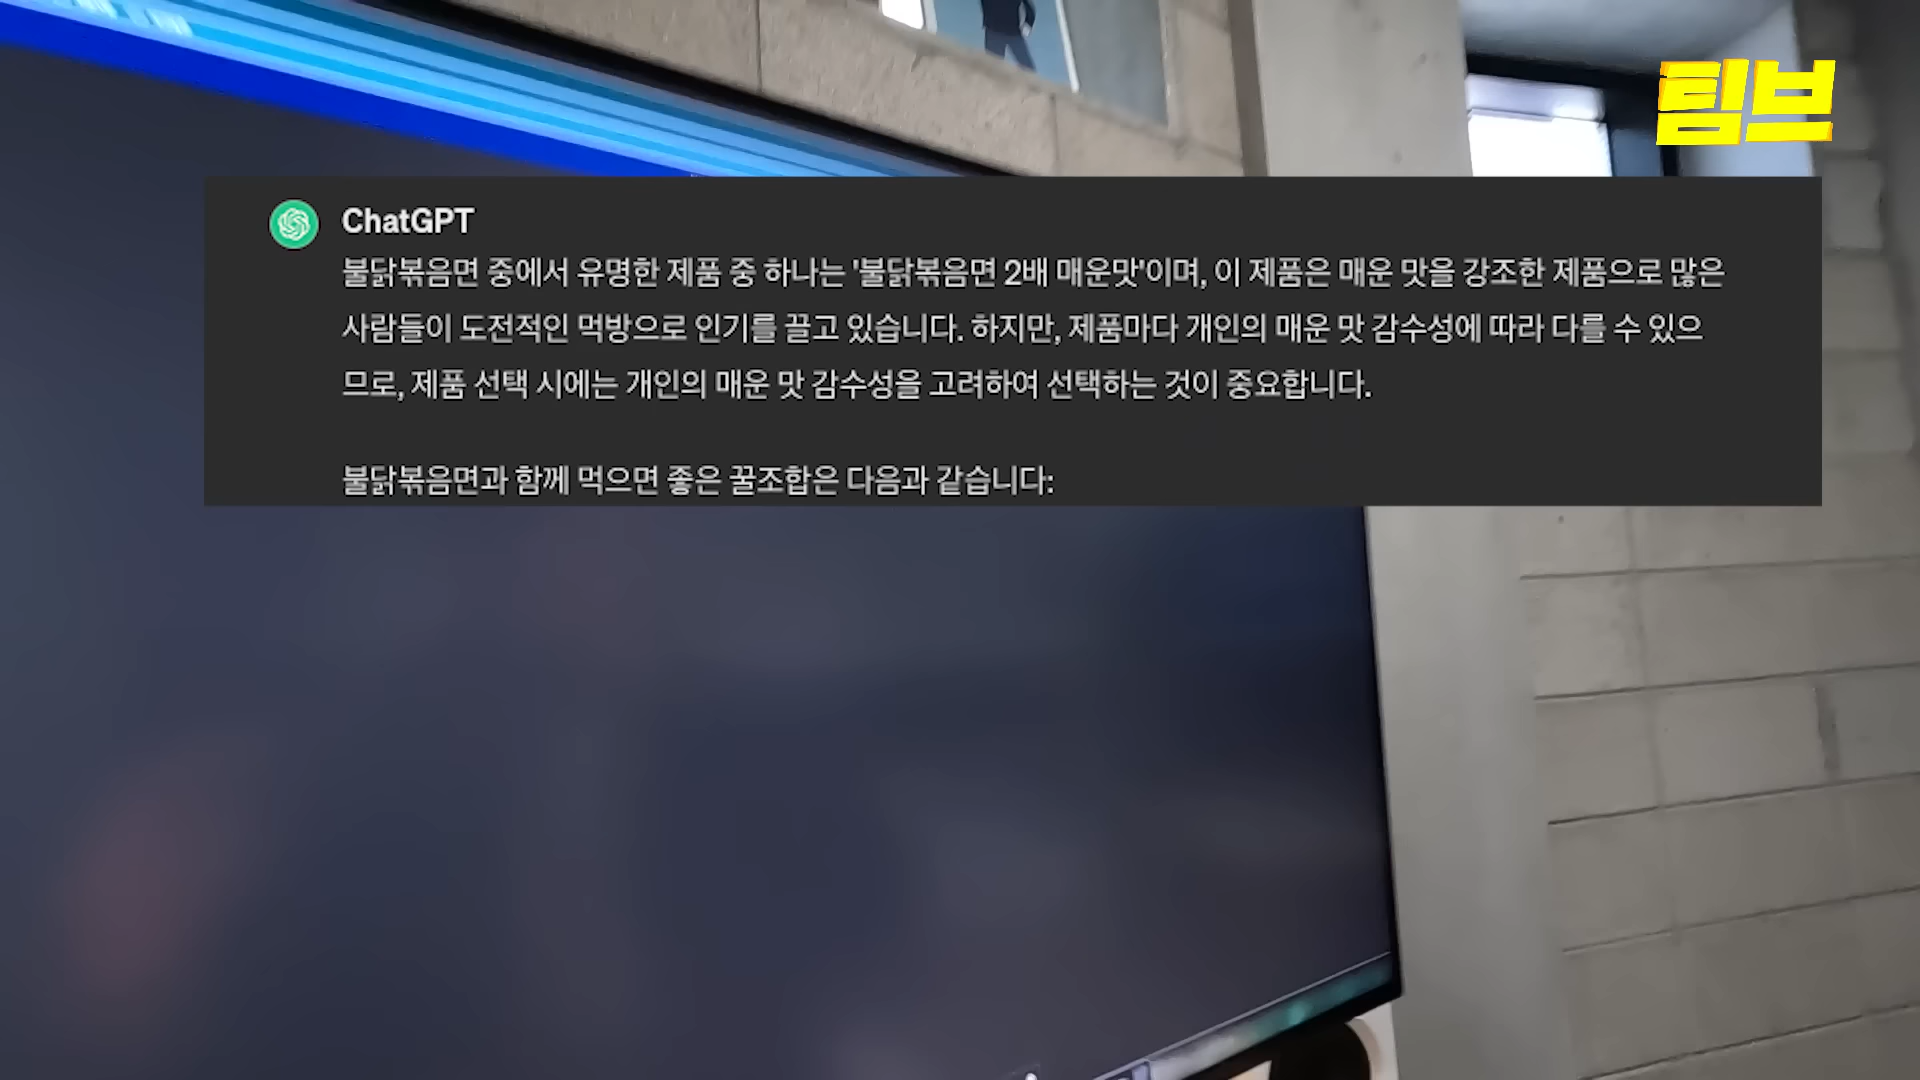 팀브
ChatGPT
불닭볶음면 중에서 유명한 제품 중 하나는 '불닭볶음면 2배 매운맛'이며, 이 제품은 매운 맛을 강조한 제품으로 많은
사람들이 도전적인 먹방으로 인기를 끌고 있습니다. 하지만, 제품마다 개인의 매운 맛 감수성에 따라 다를 수 있으
므로, 제품 선택 시에는 개인의 매운 맛 감수성을 고려하여 선택하는 것이 중요합니다.
불닭볶음면과 함께 먹으면 좋은 꿀조합은 다음과 같습니다: